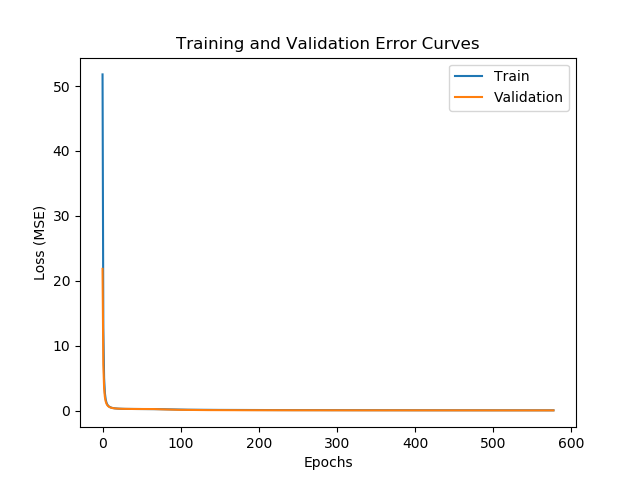 Training and Validation Error Curves
Train
Validation
50
40
30
20
10
0
Loss (MSE)
0 100 200 300 400 500 600
Epochs